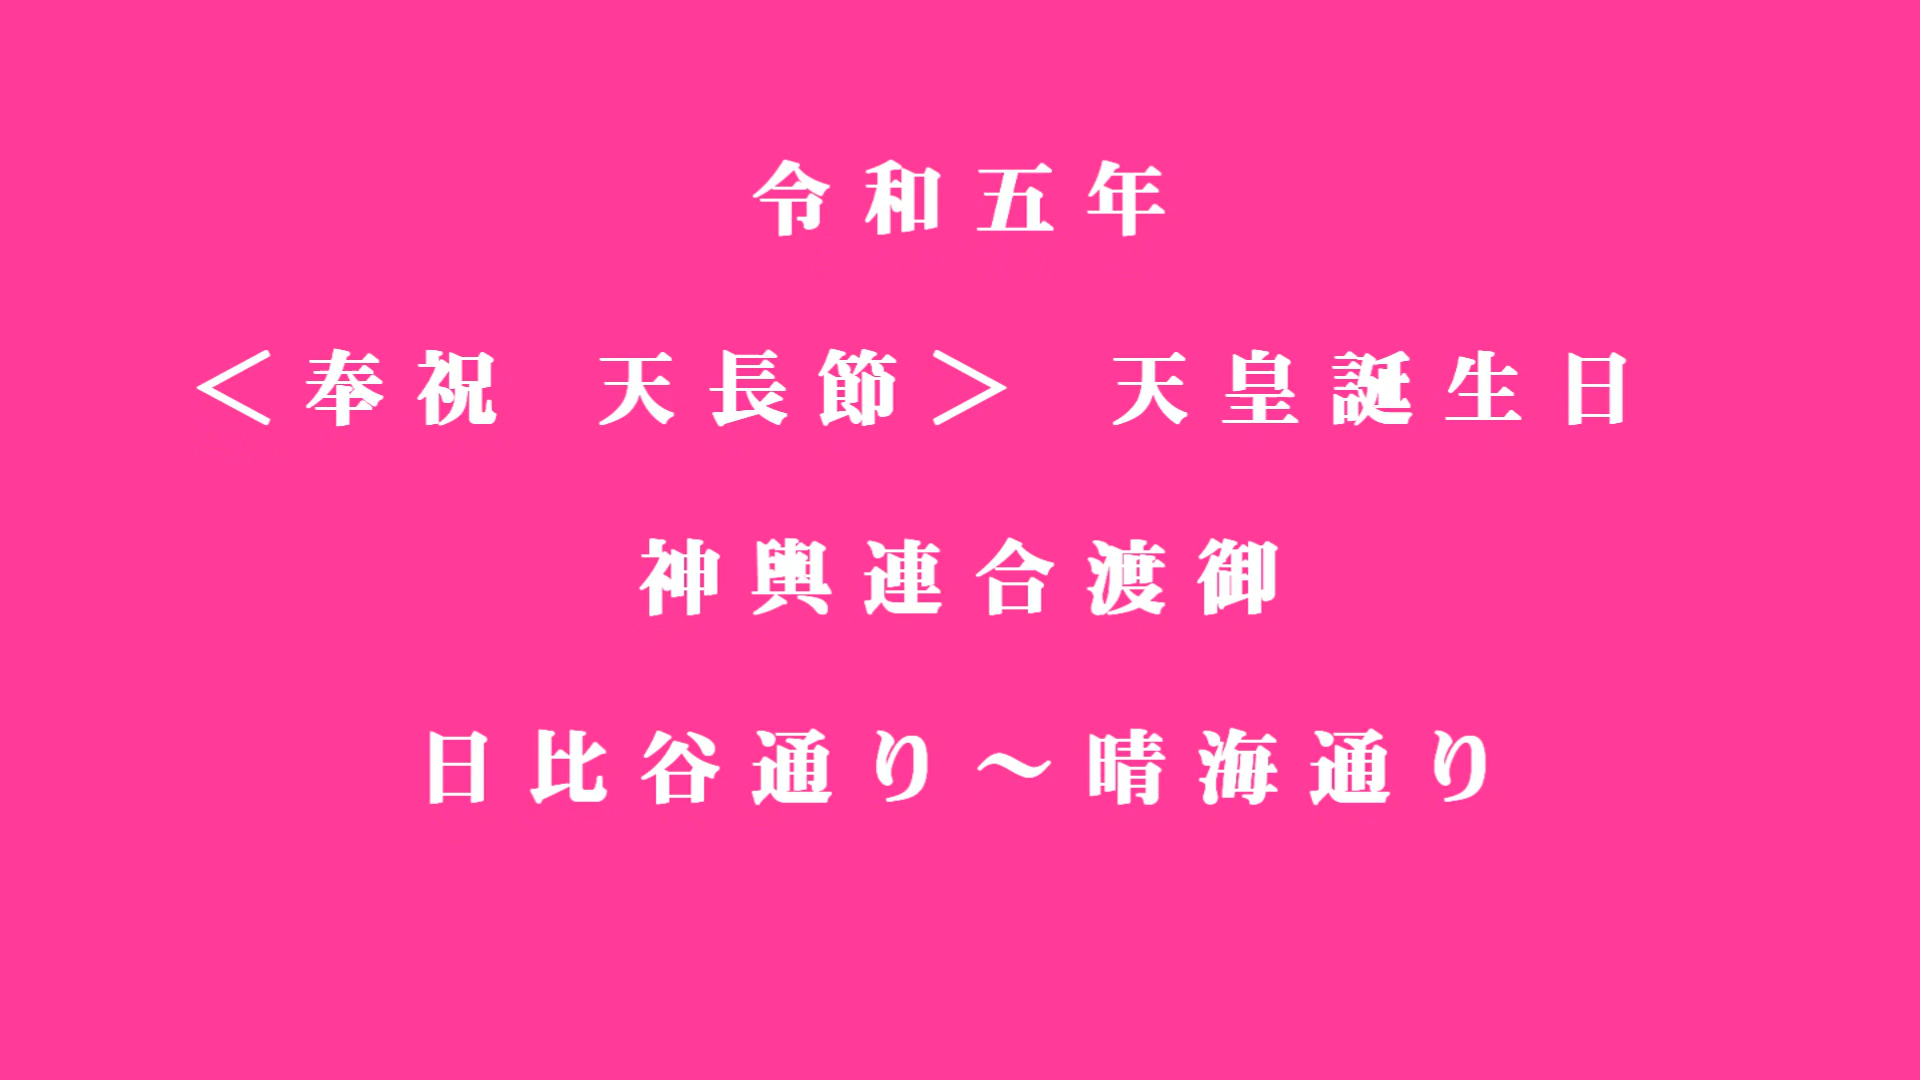 令和五年
＜奉祝　天長節＞　天皇誕生日
神輿連合渡御
日比谷通り～晴海通り